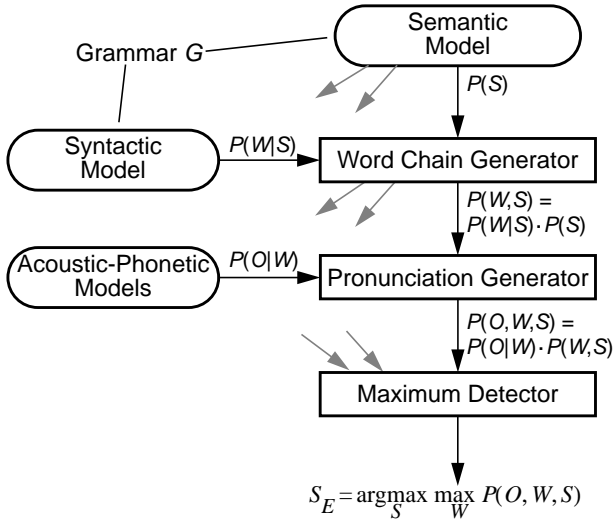 Semantic
Model
Grammar G
P(S)
Syntactic
Model
P(W|S)
Word Chain Generator
P(W,S) =
P(W|S)·P(S)
Acoustic-Phonetic
Models
P(O|W)
Pronunciation Generator
P(O,W,S) =
P(O|W)·P(W,S)
Maximum Detector
S_E = argmax max P(O, W, S)
S W